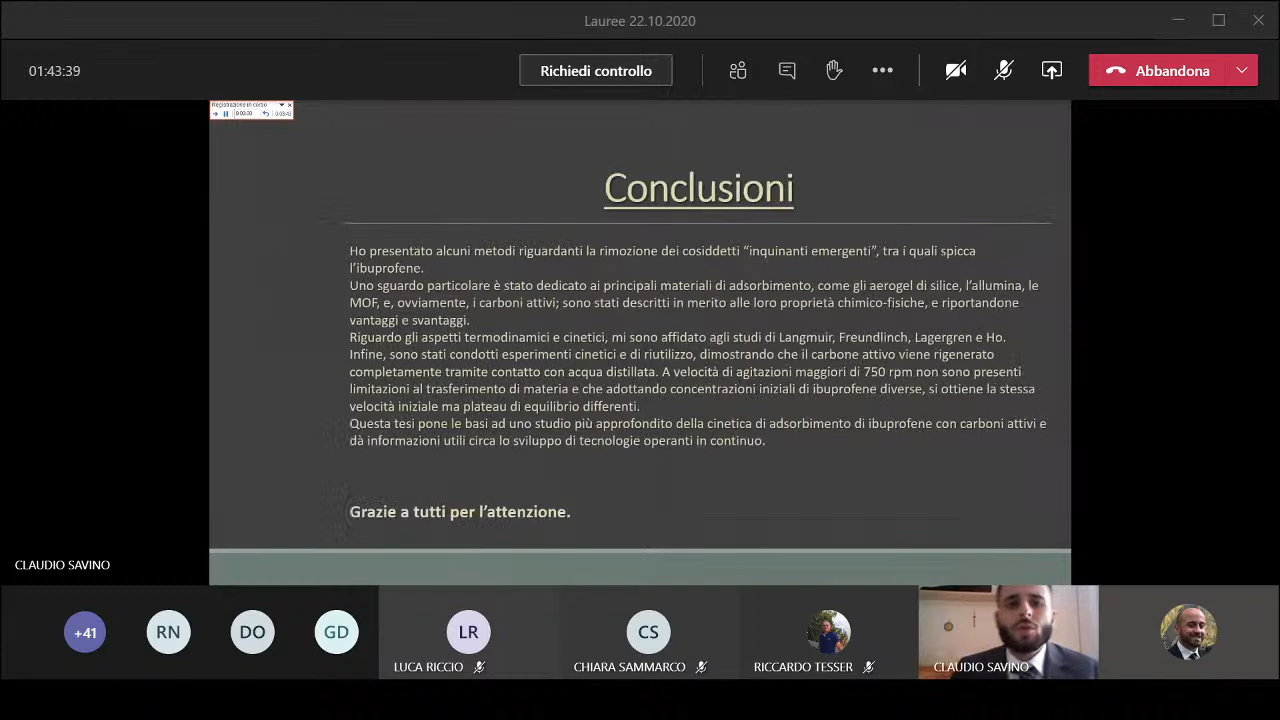 Lauree 22.10.2020
01:43:39
Richiedi controllo
Abbandona
Registrazione in corso
0:00:00
Conclusioni
Ho presentato alcuni metodi riguardanti la rimozione dei cosiddetti “inquinanti emergenti”, tra i quali spicca
l’ibuprofene.
Uno sguardo particolare è stato dedicato ai principali materiali di adsorbimento, come gli aerogel di silice, l’allumina, le
MOF, e, ovviamente, i carboni attivi; sono stati descritti in merito alle loro proprietà chimico-fisiche, e riportandone
vantaggi e svantaggi.
Riguardo gli aspetti termodinamici e cinetici, mi sono affidato agli studi di Langmuir, Freundlinch, Lagergren e Ho.
Infine, sono stati condotti esperimenti cinetici e di riutilizzo, dimostrando che il carbone attivo viene rigenerato
completamente tramite contatto con acqua distillata. A velocità di agitazioni maggiori di 750 rpm non sono presenti
limitazioni al trasferimento di materia e che adottando concentrazioni iniziali di ibuprofene diverse, si ottiene la stessa
velocità iniziale ma plateau di equilibrio differenti.
Questa tesi pone le basi ad uno studio più approfondito della cinetica di adsorbimento di ibuprofene con carboni attivi e
dà informazioni utili circa lo sviluppo di tecnologie operanti in continuo.
Grazie a tutti per l’attenzione.
CLAUDIO SAVINO
+41
RN
DO
GD
LR
LUCA RICCIO
CS
CHIARA SAMMARCO
RICCARDO TESSER
CLAUDIO SAVINO